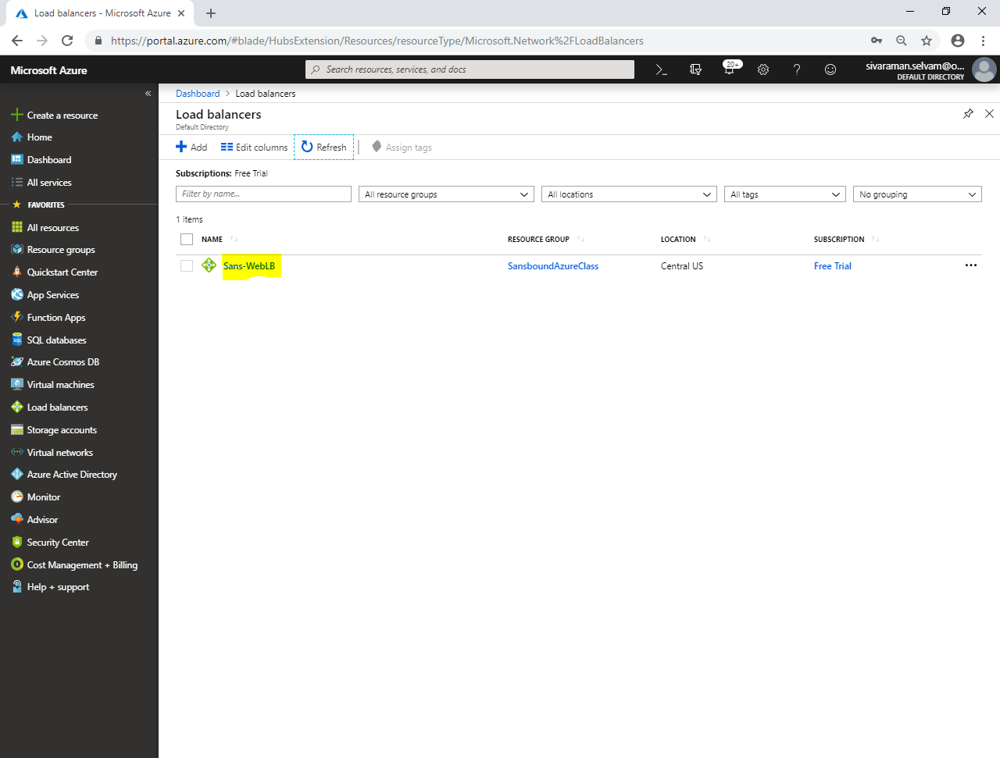 Load balancers - Microsoft Azure
https://portal.azure.com/#blade/HubsExtension/Resources/resourceType/Microsoft.Network%2FLoadBalancers
Microsoft Azure
Search resources, services, and docs
20+
sivaraman.selvam@o...
DEFAULT DIRECTORY
Create a resource
Home
Dashboard
All services
FAVORITES
All resources
Resource groups
Quickstart Center
App Services
Function Apps
SQL databases
Azure Cosmos DB
Virtual machines
Load balancers
Storage accounts
Virtual networks
Azure Active Directory
Monitor
Advisor
Security Center
Cost Management + Billing
Help + support
Dashboard > Load balancers
Load balancers
Default Directory
Add Edit columns Refresh Assign tags
Subscriptions: Free Trial
Filter by name... All resource groups All locations All tags No grouping
1 items
NAME RESOURCE GROUP LOCATION SUBSCRIPTION
Sans-WebLB SansboundAzureClass Central US Free Trial